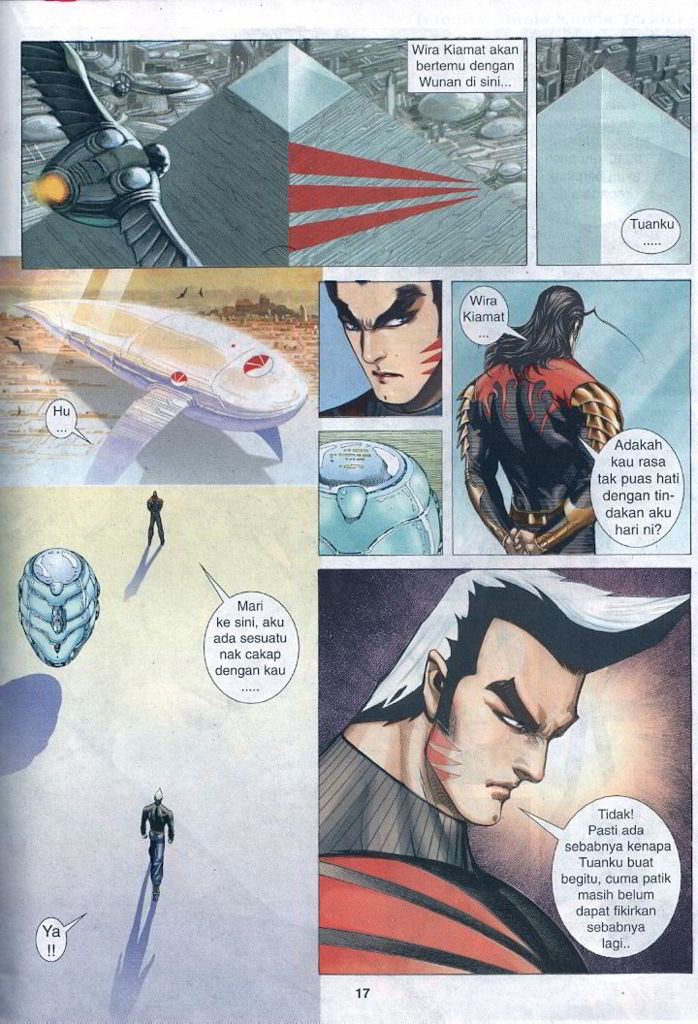 Wira Kiamat akan
bertemu dengan
Wunan di sini...
Tuanku
.....
Hu
...
Wira
Kiamat
...
Adakah
kau rasa
tak puas hati
dengan tin-
dakan aku
hari ni?
Mari
ke sini, aku
ada sesuatu
nak cakap
dengan kau
.....
Ya
!!
Tidak!
Pasti ada
sebabnya kenapa
Tuanku buat
begitu, cuma patik
masih belum
dapat fikirkan
sebabnya
lagi..
17